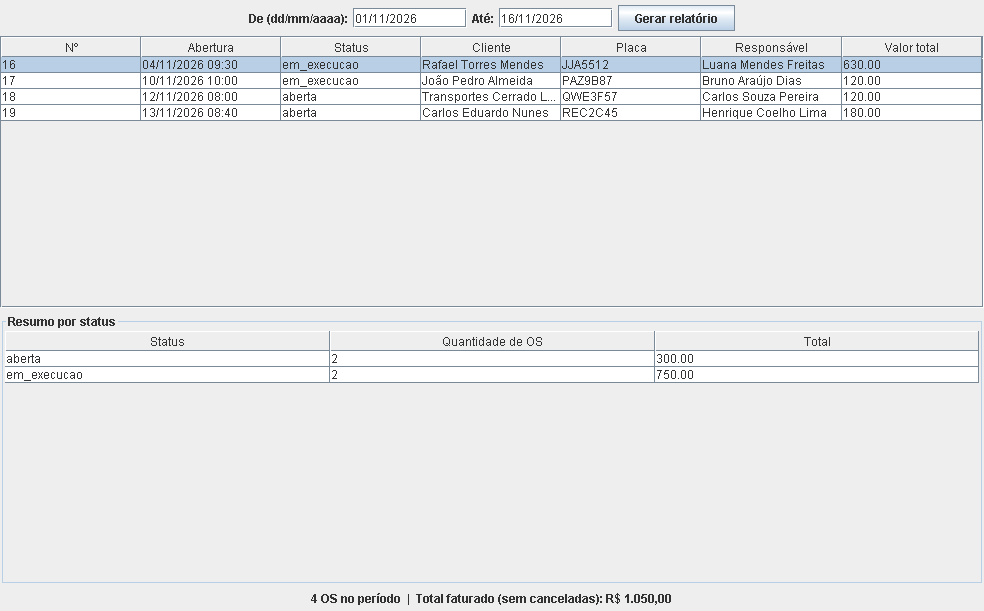 De (dd/mm/aaaa): 01/11/2026 Até: 16/11/2026 Gerar relatório
N° Abertura Status Cliente Placa Responsável Valor total
16 04/11/2026 09:30 em_execucao Rafael Torres Mendes JJA5512 Luana Mendes Freitas 630.00
17 10/11/2026 10:00 em_execucao João Pedro Almeida PAZ9B87 Bruno Araújo Dias 120.00
18 12/11/2026 08:00 aberta Transportes Cerrado L... QWE3F57 Carlos Souza Pereira 120.00
19 13/11/2026 08:40 aberta Carlos Eduardo Nunes REC2C45 Henrique Coelho Lima 180.00
Resumo por status
Status Quantidade de OS Total
aberta 2 300.00
em_execucao 2 750.00
4 OS no período | Total faturado (sem canceladas): R$ 1.050,00